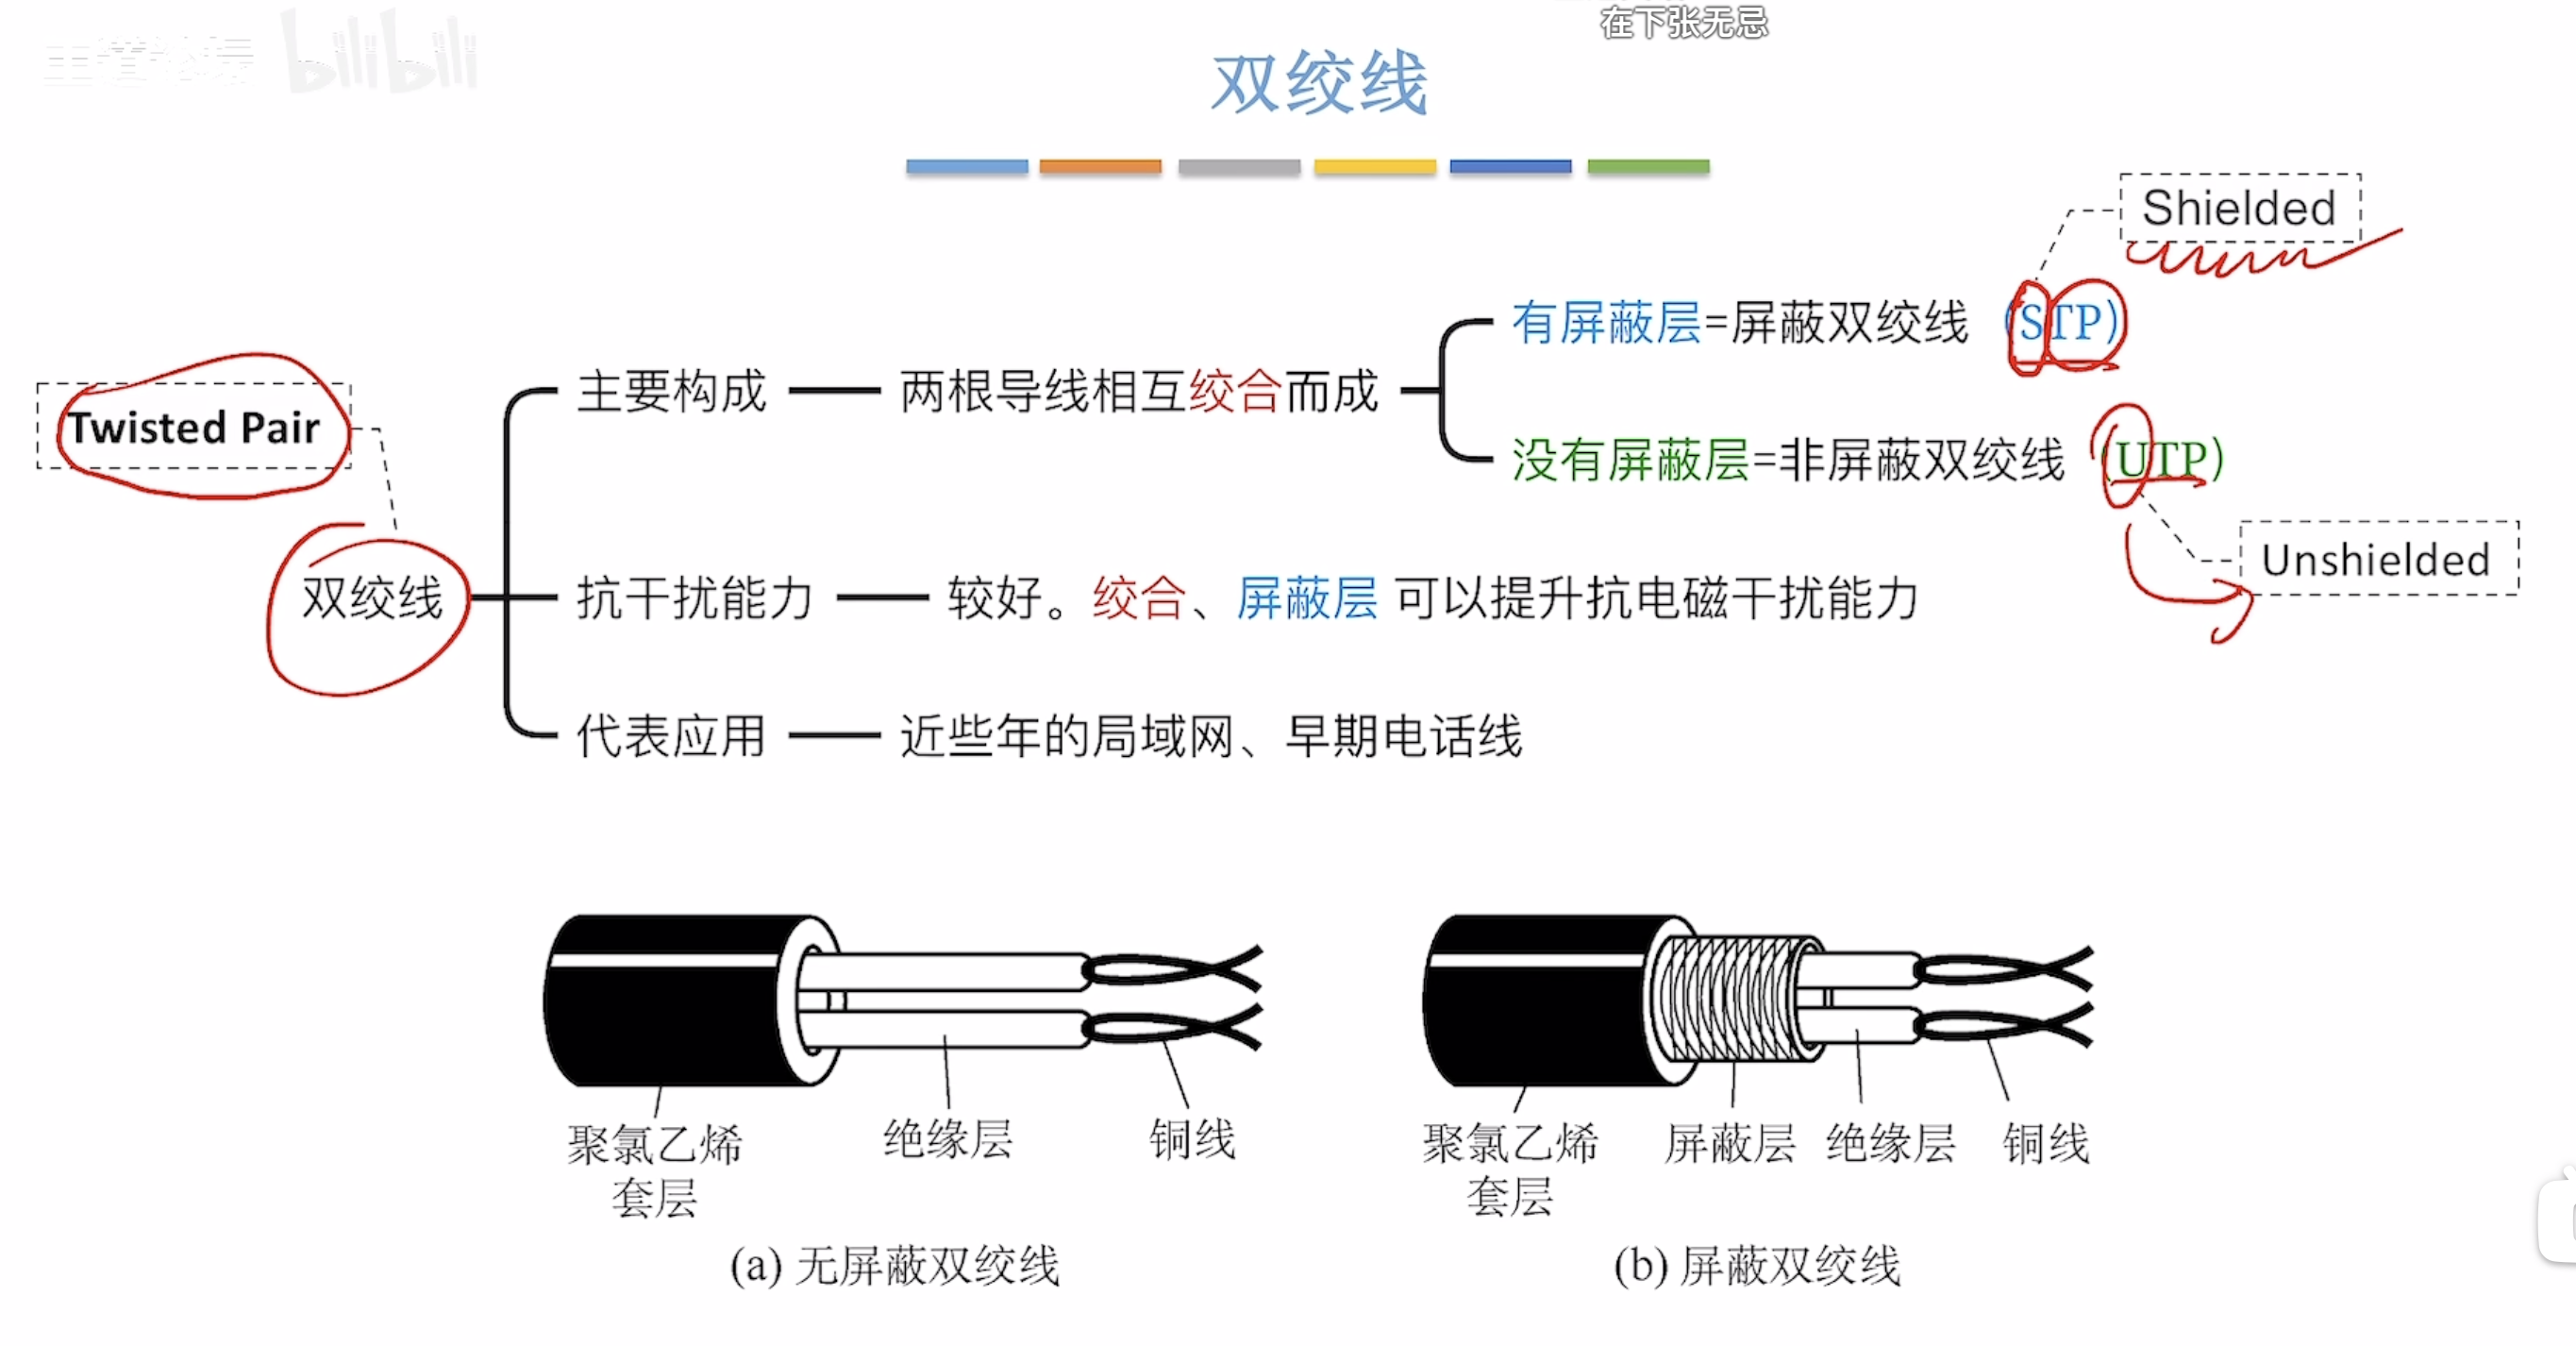 bilibili
在下张无忌
双绞线
Shielded
有屏蔽层=屏蔽双绞线 (STP)
主要构成 两根导线相互绞合而成
Twisted Pair
没有屏蔽层=非屏蔽双绞线 (UTP)
Unshielded
双绞线
抗干扰能力 较好。绞合、屏蔽层 可以提升抗电磁干扰能力
代表应用 近些年的局域网、早期电话线
聚氯乙烯
套层
绝缘层
铜线
(a) 无屏蔽双绞线
聚氯乙烯
套层
屏蔽层
绝缘层
铜线
(b) 屏蔽双绞线